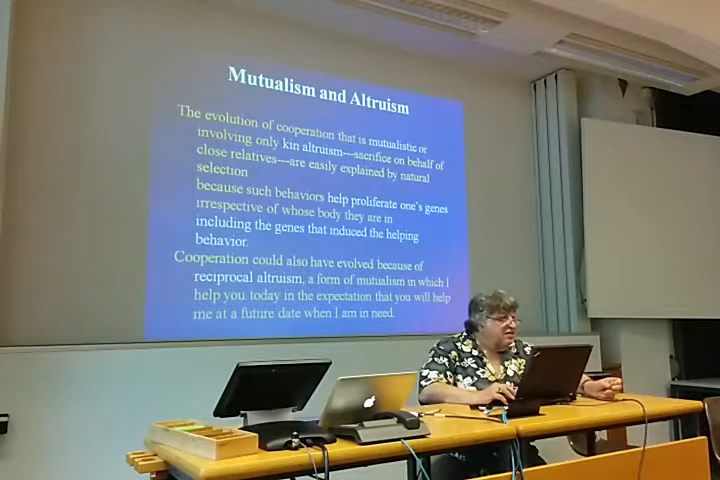 Mutualism and Altruism
The evolution of cooperation that is mutualistic or
involving only kin altruism—sacrifice on behalf of
close relatives—are easily explained by natural
selection
because such behaviors help proliferate one's genes
irrespective of whose body they are in
including the genes that induced the helping
behavior.
Cooperation could also have evolved because of
reciprocal altruism, a form of mutualism in which I
help you today in the expectation that you will help
me at a future date when I am in need.